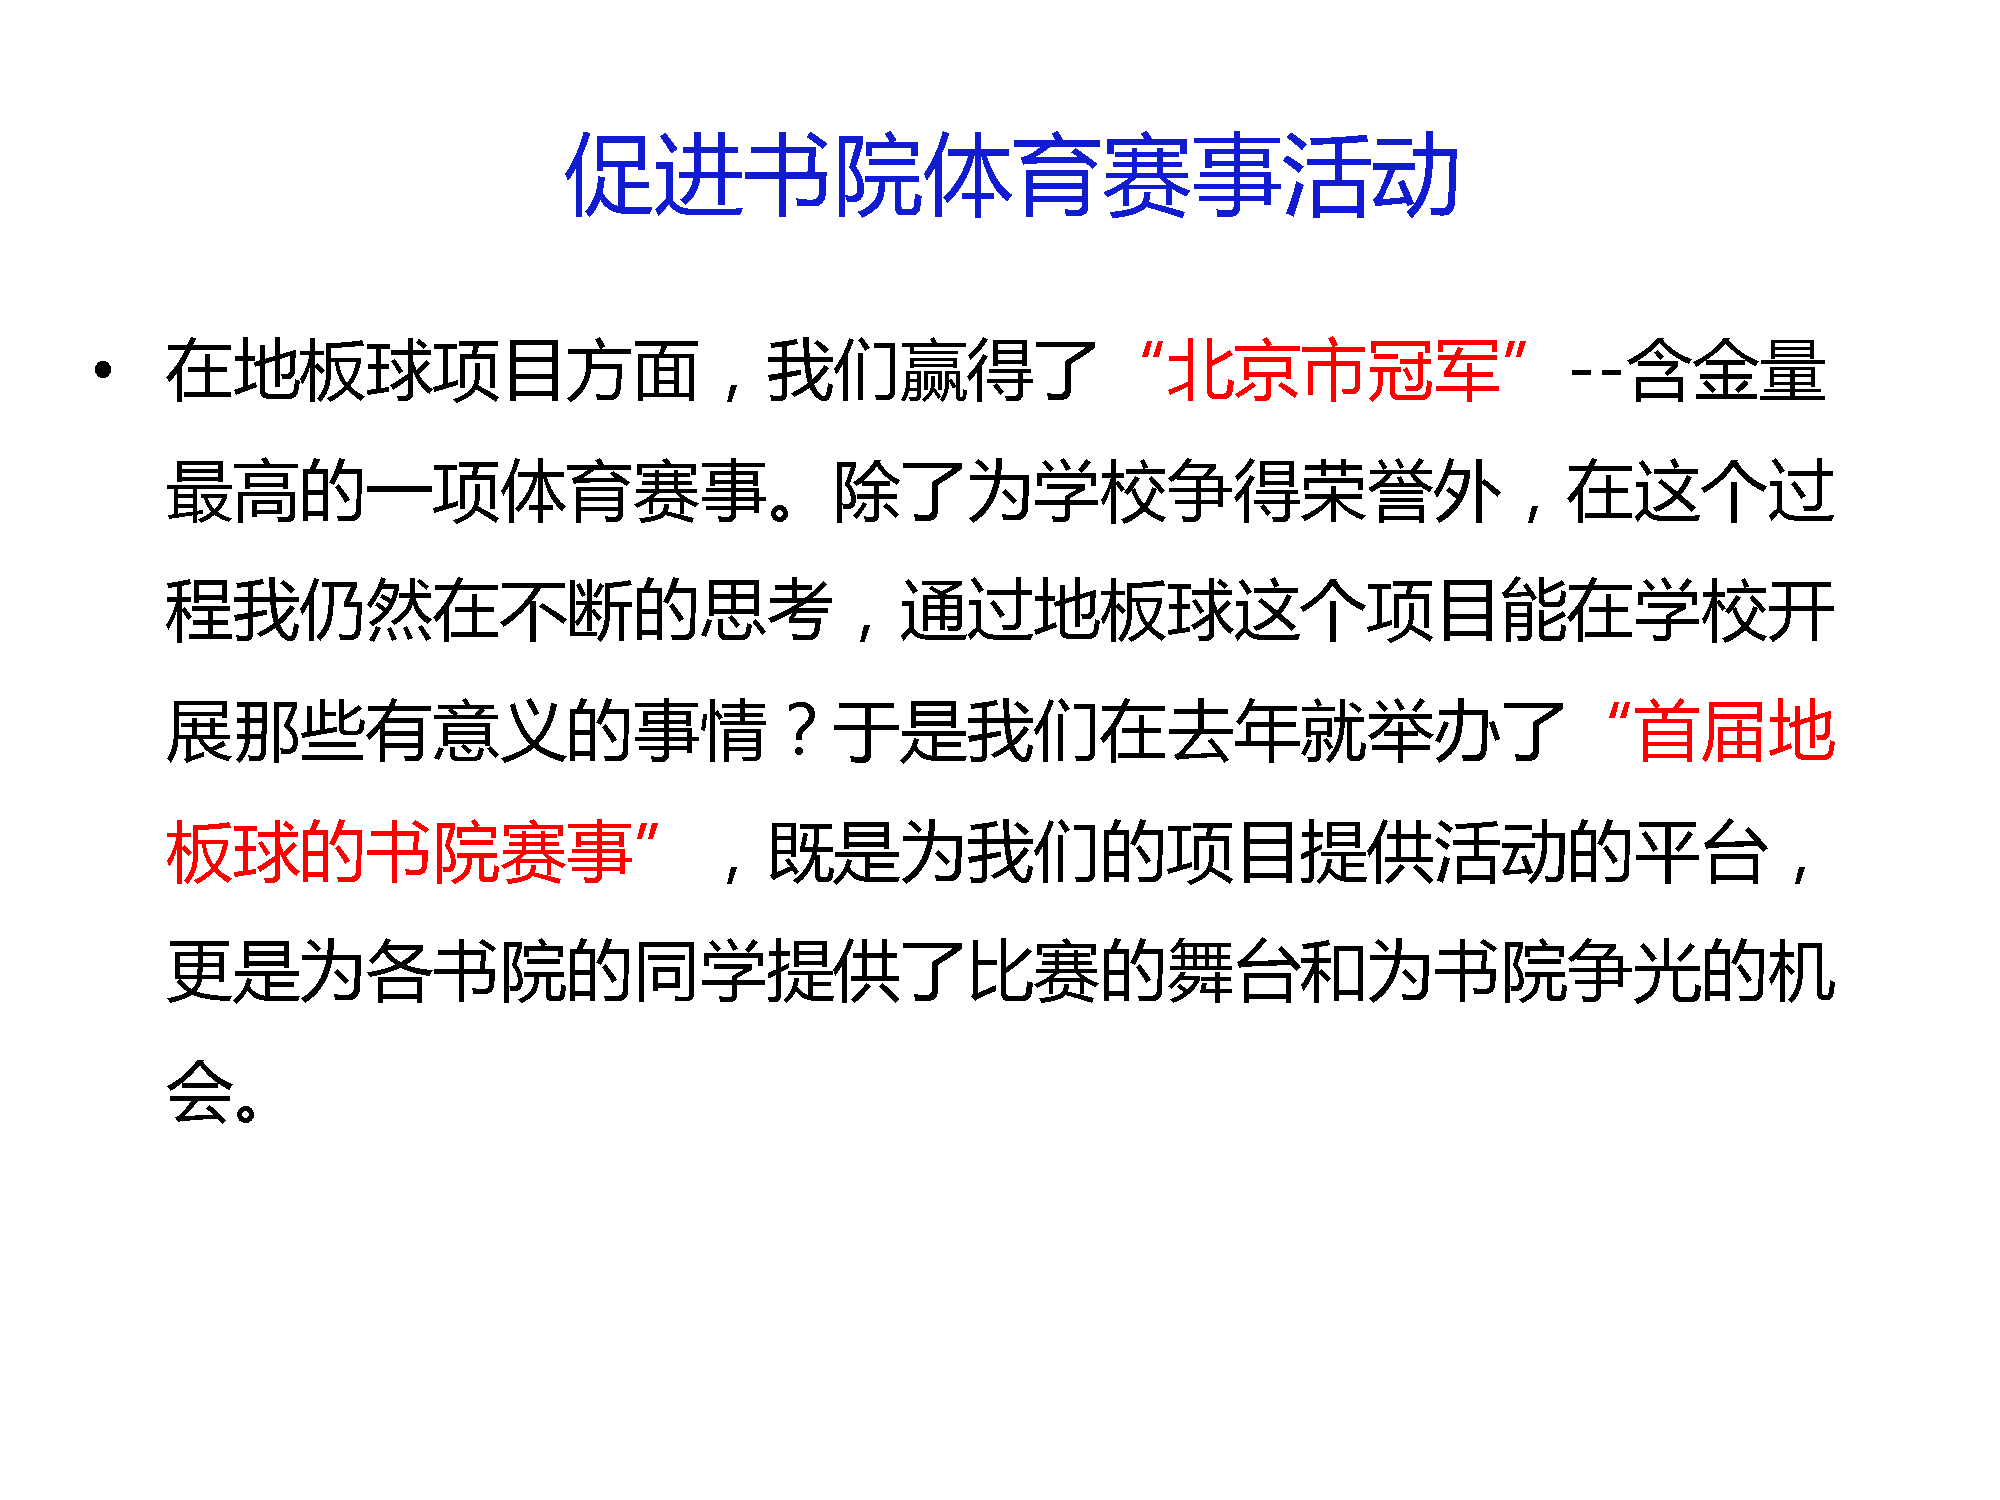 促进书院体育赛事活动
• 在地板球项目方面，我们赢得了“北京市冠军”--含金量
最高的一项体育赛事。除了为学校争得荣誉外，在这个过
程我仍然在不断的思考，通过地板球这个项目能在学校开
展那些有意义的事情？于是我们在去年就举办了“首届地
板球的书院赛事”，既是为我们的项目提供活动的平台，
更是为各书院的同学提供了比赛的舞台和为书院争光的机
会。